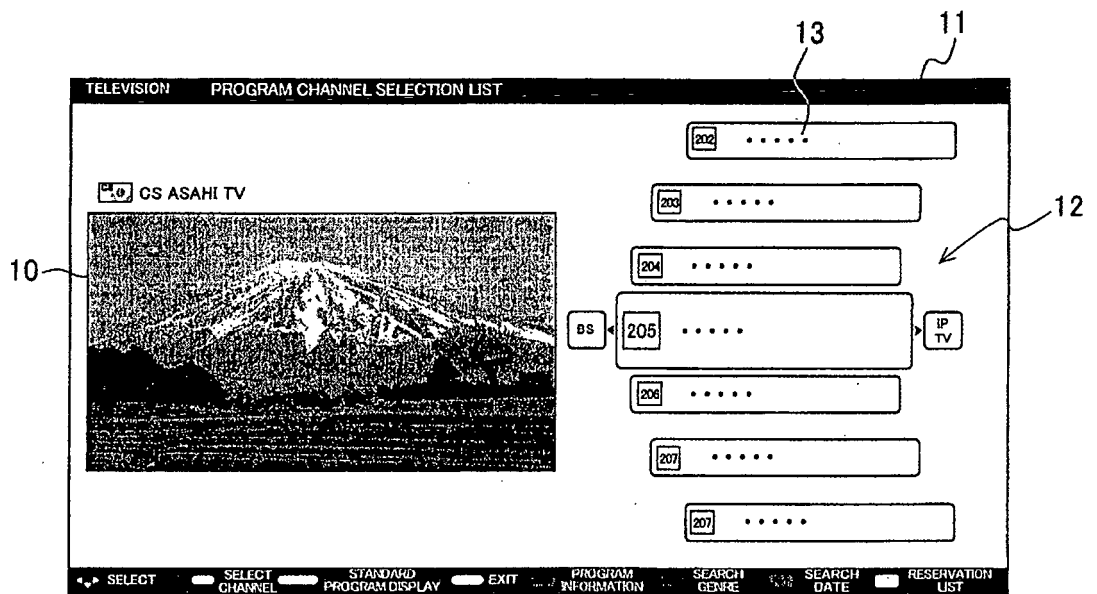 13
11
TELEVISION PROGRAM CHANNEL SELECTION LIST
202 • • • • •
CS ASAHI TV
203 • • • • •
12
204 • • • • •
10
BS 205 • • • • • IP TV
206 • • • • •
207 • • • • •
207 • • • • •
SELECT
SELECT
CHANNEL
STANDARD
PROGRAM DISPLAY
EXIT
PROGRAM
INFORMATION
SEARCH
GENRE
SEARCH
DATE
RESERVATION
LIST